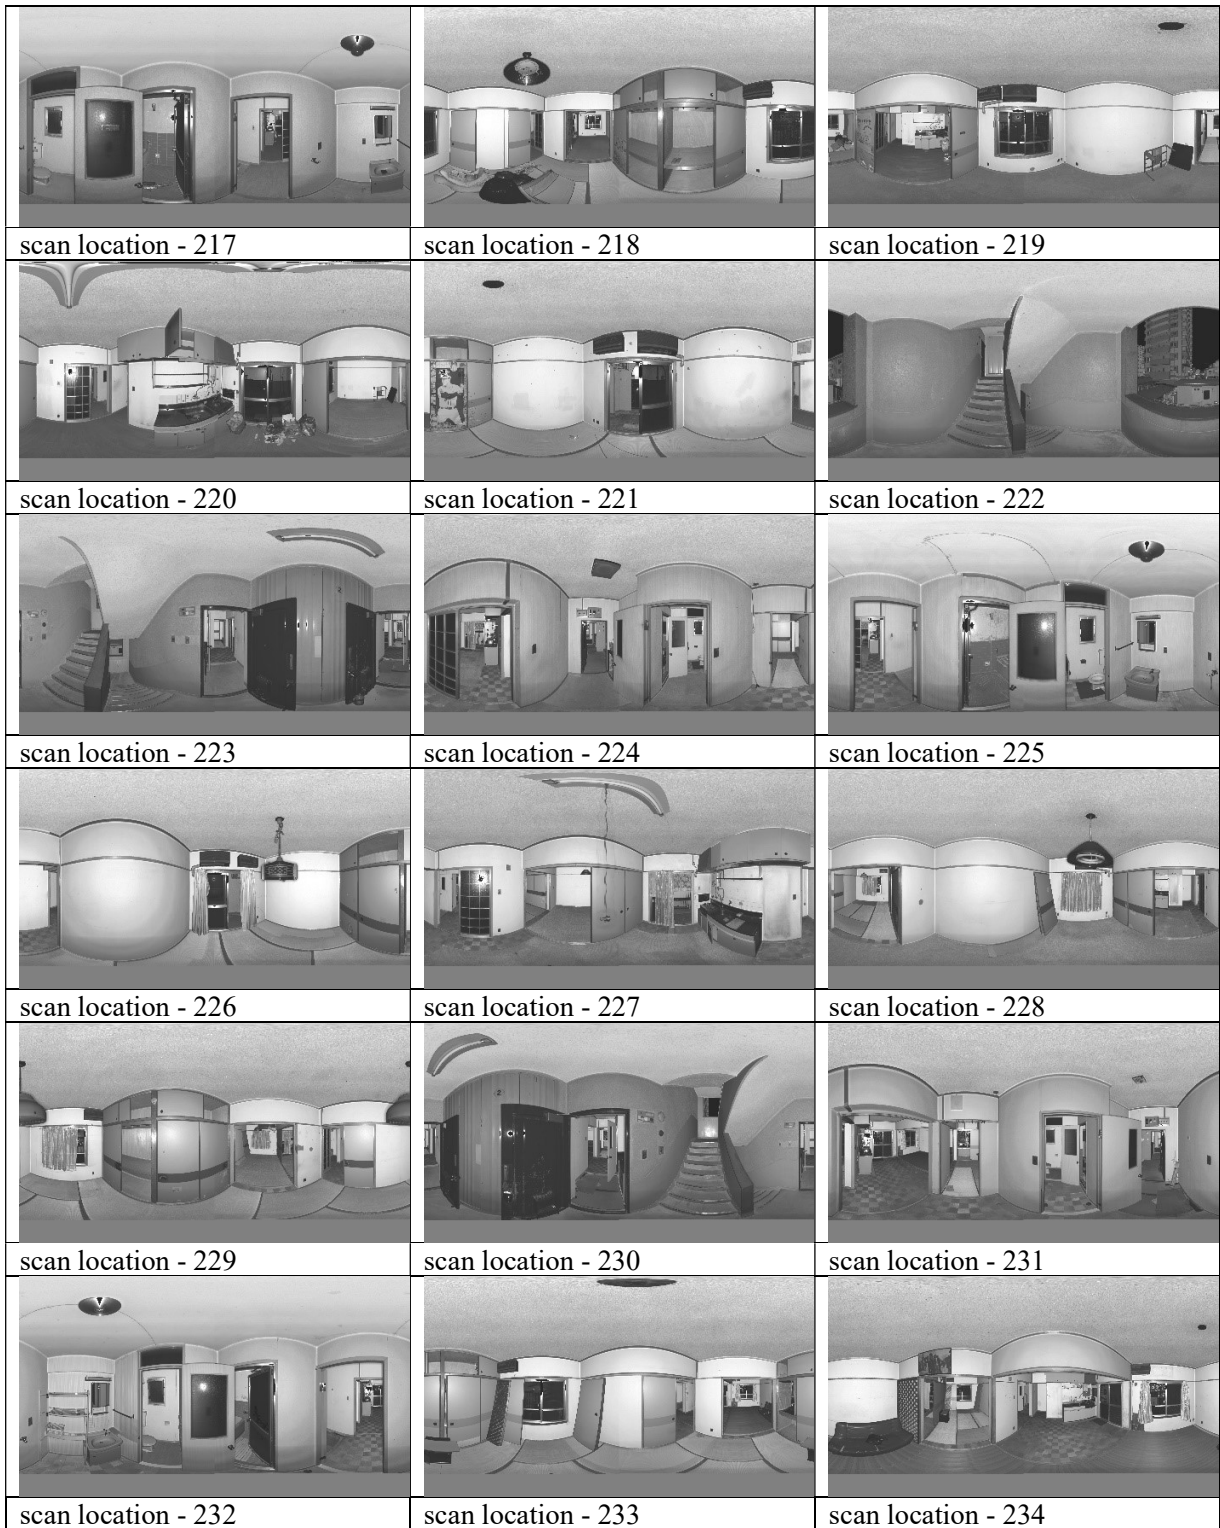 scan location - 217
scan location - 218
scan location - 219
scan location - 220
scan location - 221
scan location - 222
scan location - 223
scan location - 224
scan location - 225
scan location - 226
scan location - 227
scan location - 228
scan location - 229
scan location - 230
scan location - 231
scan location - 232
scan location - 233
scan location - 234